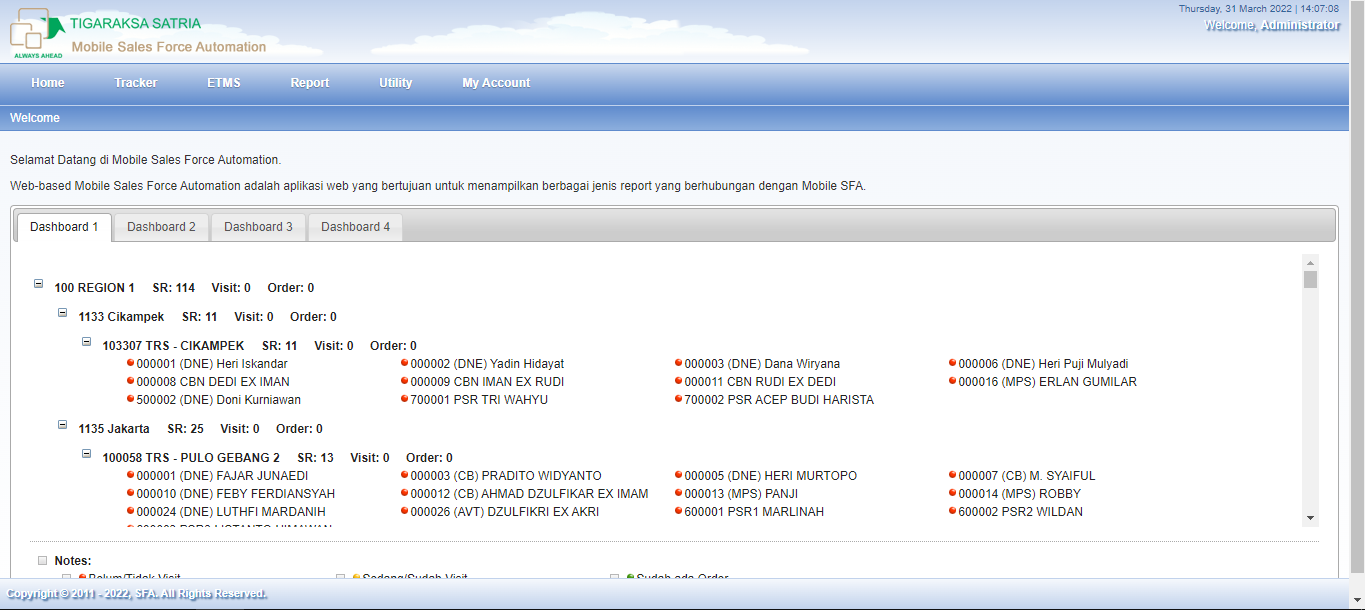 Thursday, 31 March 2022 | 14:07:08
Welcome, Administrator
TIGARAKSA SATRIA
Mobile Sales Force Automation
ALWAYS AHEAD
Home Tracker ETMS Report Utility My Account
Welcome
Selamat Datang di Mobile Sales Force Automation.
Web-based Mobile Sales Force Automation adalah aplikasi web yang bertujuan untuk menampilkan berbagai jenis report yang berhubungan dengan Mobile SFA.
Dashboard 1 Dashboard 2 Dashboard 3 Dashboard 4
100 REGION 1 SR: 114 Visit: 0 Order: 0
1133 Cikampek SR: 11 Visit: 0 Order: 0
103307 TRS - CIKAMPEK SR: 11 Visit: 0 Order: 0
000001 (DNE) Heri Iskandar 000002 (DNE) Yadin Hidayat 000003 (DNE) Dana Wiryana 000006 (DNE) Heri Puji Mulyadi
000008 CBN DEDI EX IMAN 000009 CBN IMAN EX RUDI 000011 CBN RUDI EX DEDI 000016 (MPS) ERLAN GUMILAR
500002 (DNE) Doni Kurniawan 700001 PSR TRI WAHYU 700002 PSR ACEP BUDI HARISTA
1135 Jakarta SR: 25 Visit: 0 Order: 0
100058 TRS - PULO GEBANG 2 SR: 13 Visit: 0 Order: 0
000001 (DNE) FAJAR JUNAEDI 000003 (CB) PRADITO WIDYANTO 000005 (DNE) HERI MURTOPO 000007 (CB) M. SYAIFUL
000010 (DNE) FEBY FERDIANSYAH 000012 (CB) AHMAD DZULFIKAR EX IMAM 000013 (MPS) PANJI 000014 (MPS) ROBBY
000024 (DNE) LUTHFI MARDANIH 000026 (AVT) DZULFIKRI EX AKRI 600001 PSR1 MARLINAH 600002 PSR2 WILDAN
Notes:
Belum/Tidak Visit Sedang/Sudah Visit Sudah ada Order
Copyright © 2011 - 2022, SFA. All Rights Reserved.